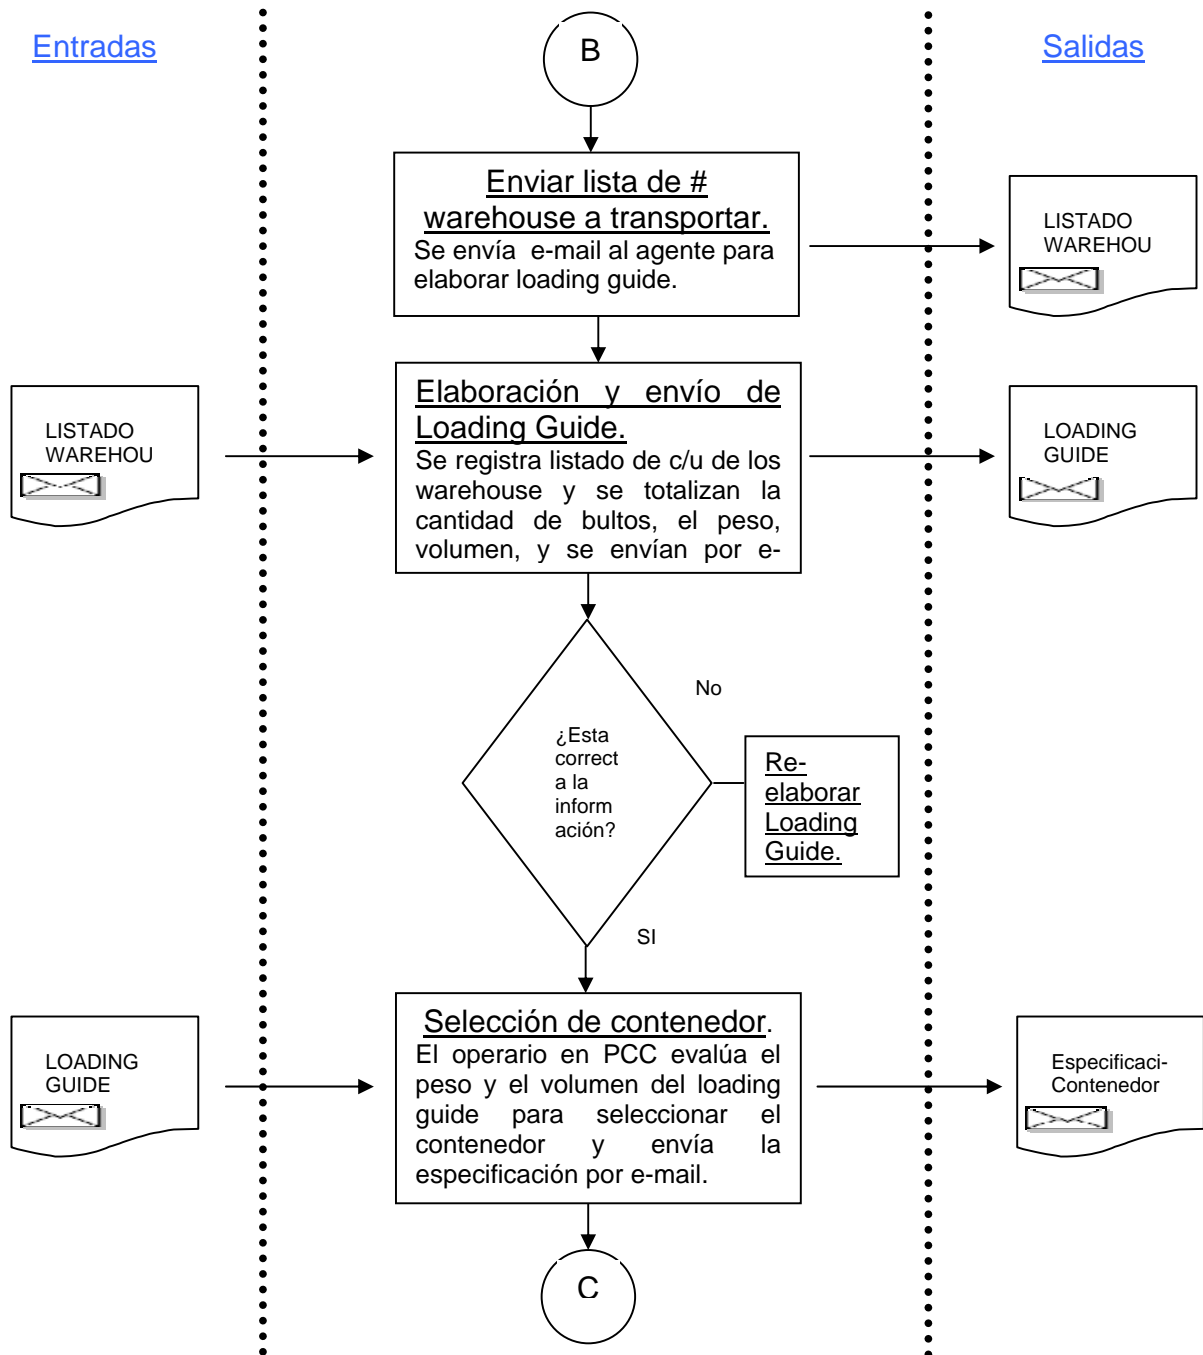 Entradas
B
Salidas
Enviar lista de #
warehouse a transportar.
Se envía e-mail al agente para
elaborar loading guide.
LISTADO
WAREHOU
LISTADO
WAREHOU
Elaboración y envío de
Loading Guide.
Se registra listado de c/u de los
warehouse y se totalizan la
cantidad de bultos, el peso,
volumen, y se envían por e-
LOADING
GUIDE
No
¿Esta
correct
a la
inform
ación?
Re-
elaborar
Loading
Guide.
SI
LOADING
GUIDE
Selección de contenedor.
El operario en PCC evalúa el
peso y el volumen del loading
guide para seleccionar el
contenedor y envía la
especificación por e-mail.
Especificaci-
Contenedor
C